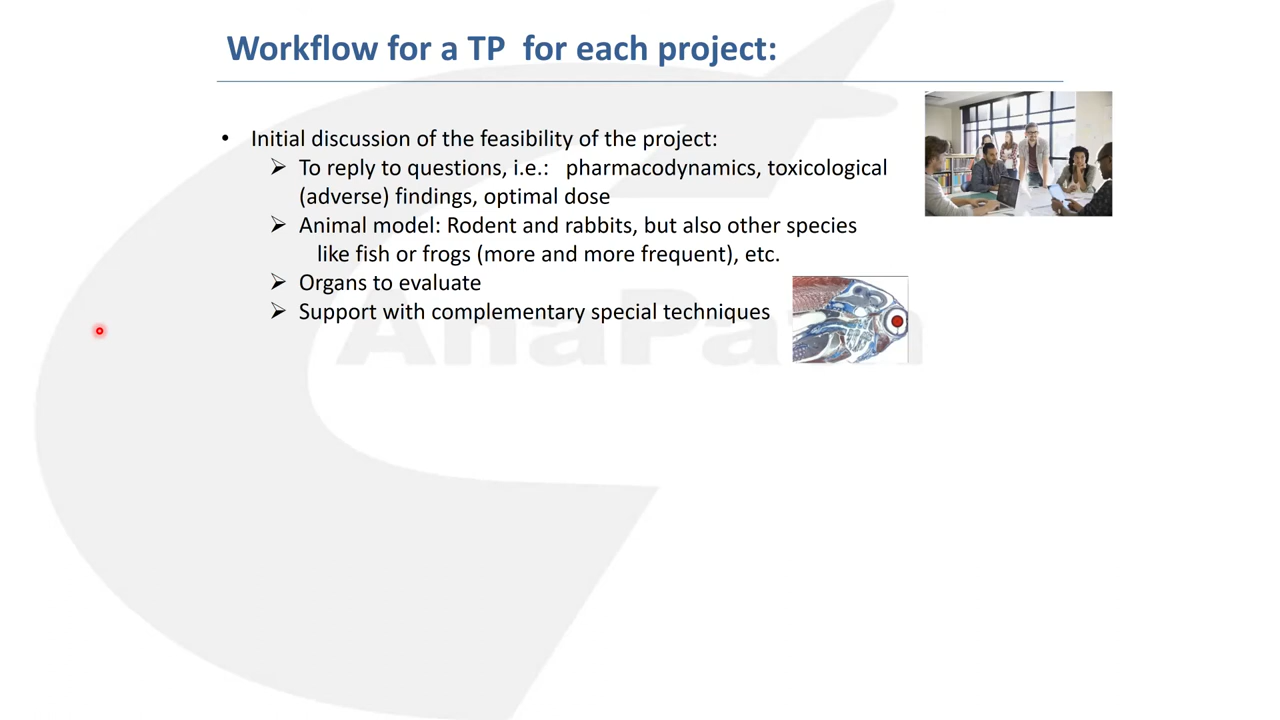 Workflow for a TP for each project:
• Initial discussion of the feasibility of the project:
➢ To reply to questions, i.e.: pharmacodynamics, toxicological
(adverse) findings, optimal dose
➢ Animal model: Rodent and rabbits, but also other species
like fish or frogs (more and more frequent), etc.
➢ Organs to evaluate
➢ Support with complementary special techniques
AnaPath